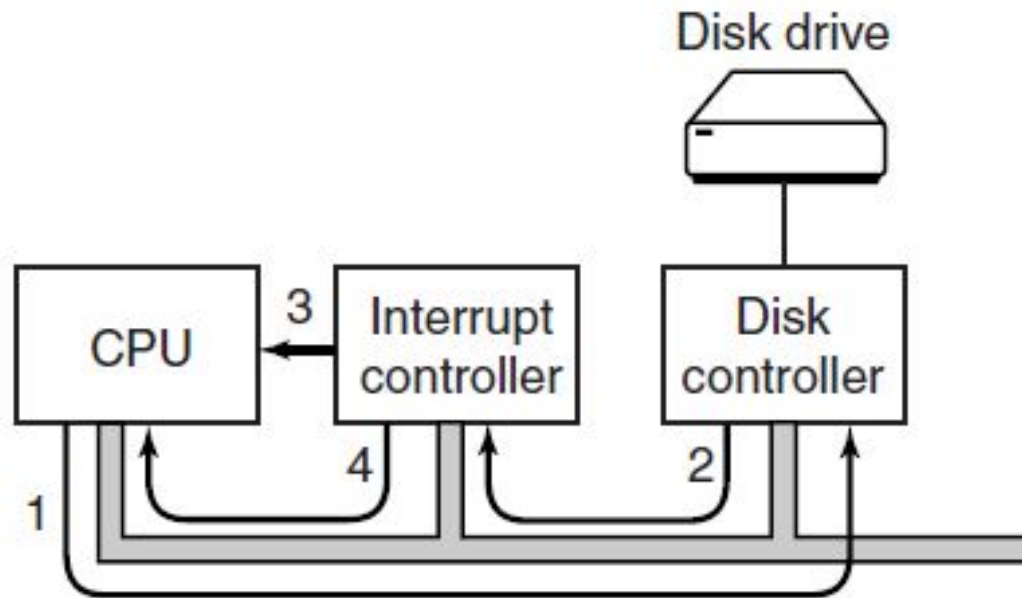 Disk drive
CPU
3
Interrupt
controller
Disk
controller
1
4
2